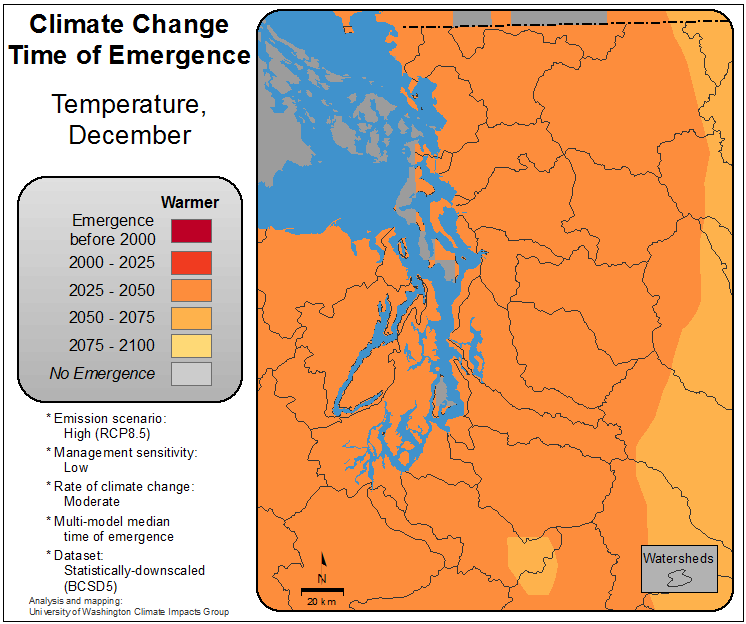 Climate Change
Time of Emergence
Temperature,
December
Warmer
Emergence
before 2000
2000 - 2025
2025 - 2050
2050 - 2075
2075 - 2100
No Emergence
* Emission scenario:
High (RCP8.5)
* Management sensitivity:
Low
* Rate of climate change:
Moderate
* Multi-model median
time of emergence
* Dataset:
Statistically-downscaled
(BCSD5)
Analysis and mapping:
University of Washington Climate Impacts Group
N
20 km
Watersheds